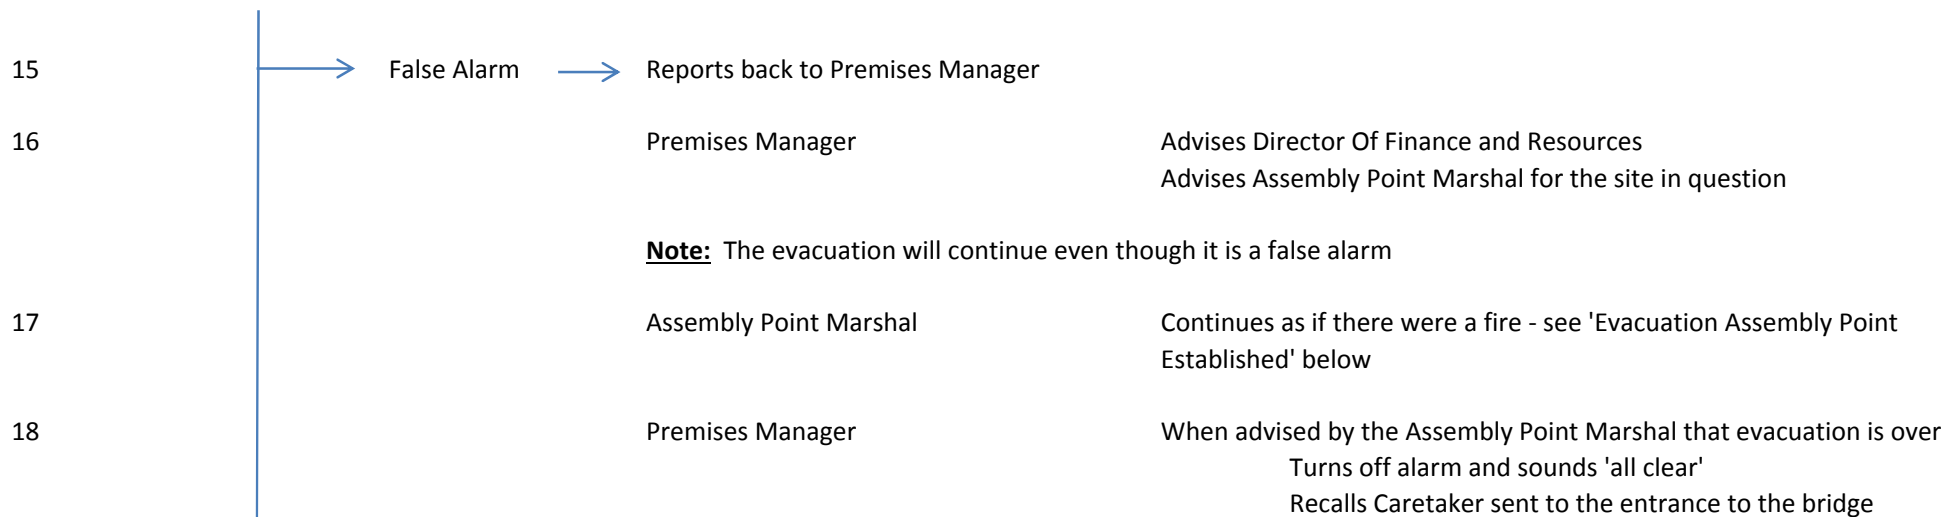 15 False Alarm Reports back to Premises Manager
16 Premises Manager Advises Director Of Finance and Resources
Advises Assembly Point Marshal for the site in question
Note: The evacuation will continue even though it is a false alarm
17 Assembly Point Marshal Continues as if there were a fire - see 'Evacuation Assembly Point
Established' below
18 Premises Manager When advised by the Assembly Point Marshal that evacuation is over
Turns off alarm and sounds 'all clear'
Recalls Caretaker sent to the entrance to the bridge